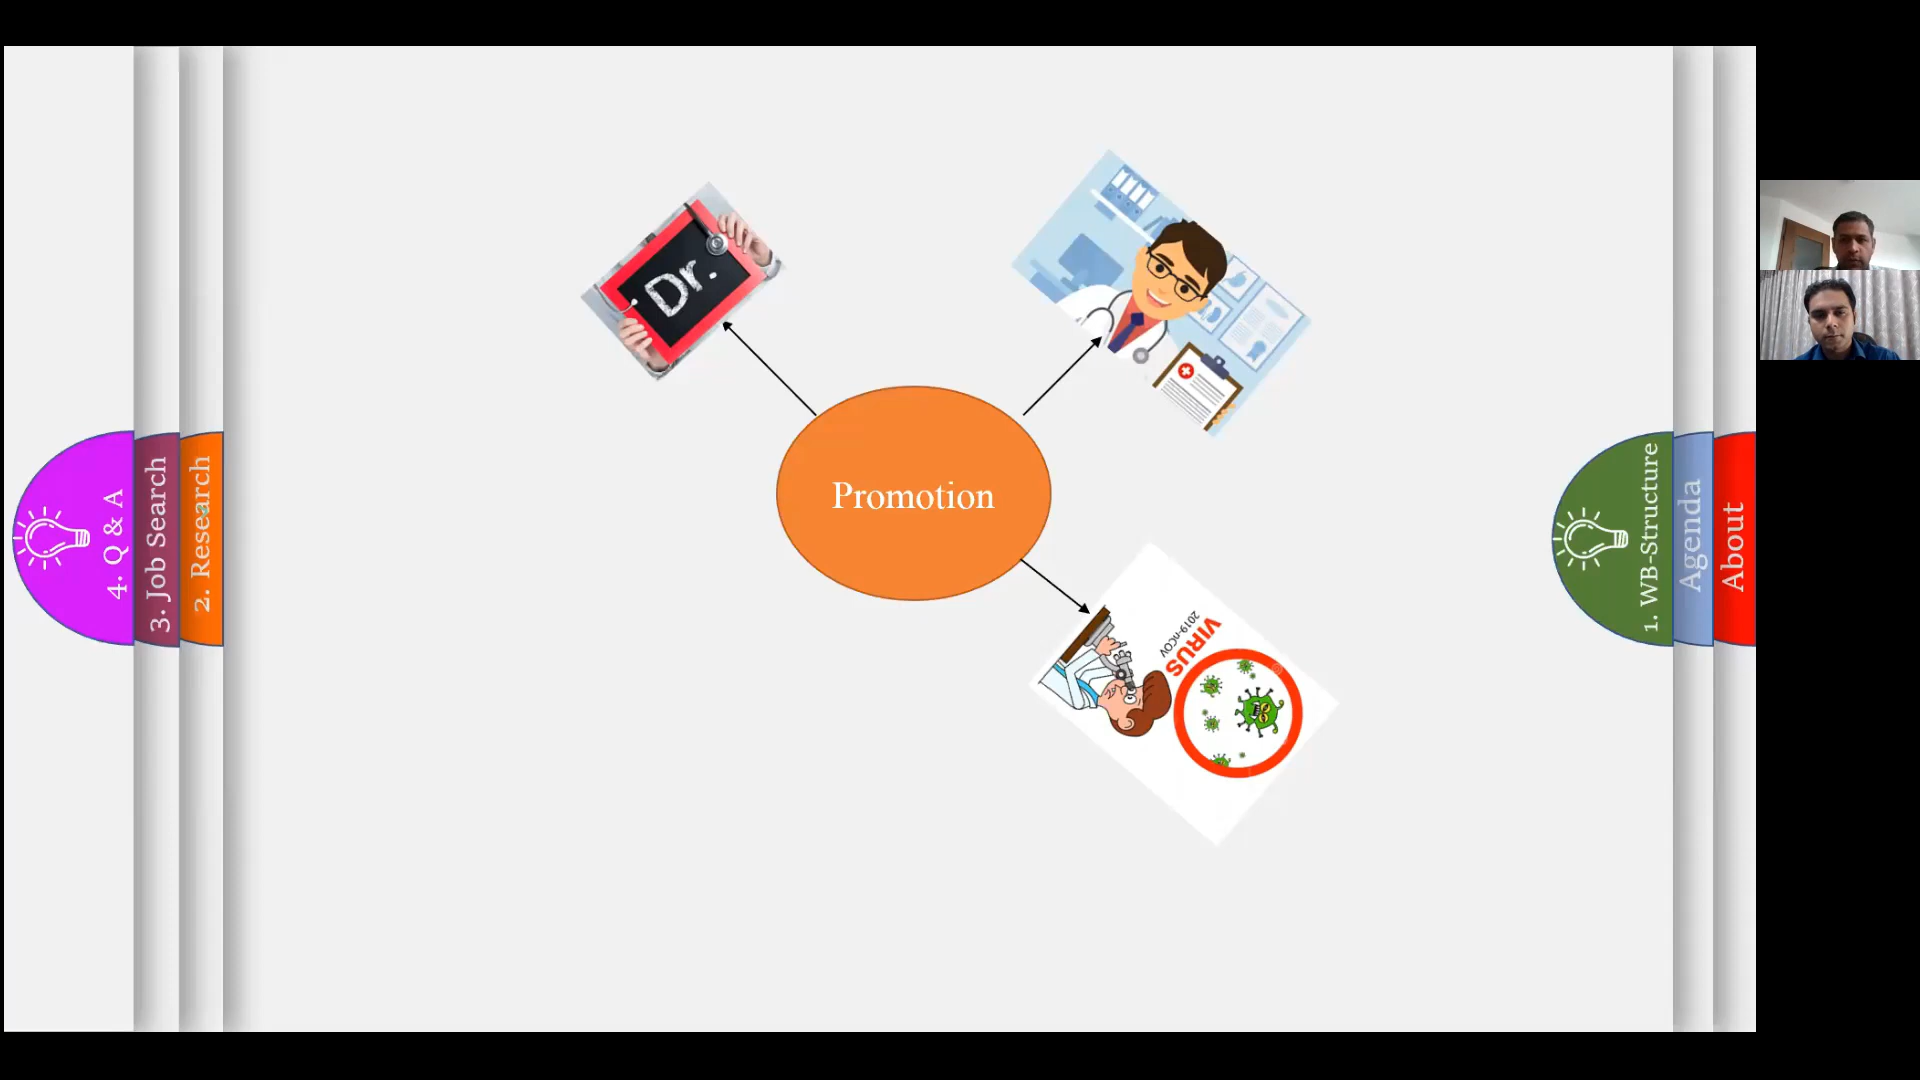 4. Q & A
3. Job Search
2. Research
Dr.
Promotion
VIRUS
2019-nCOV
1. WB-Structure
Agenda
About